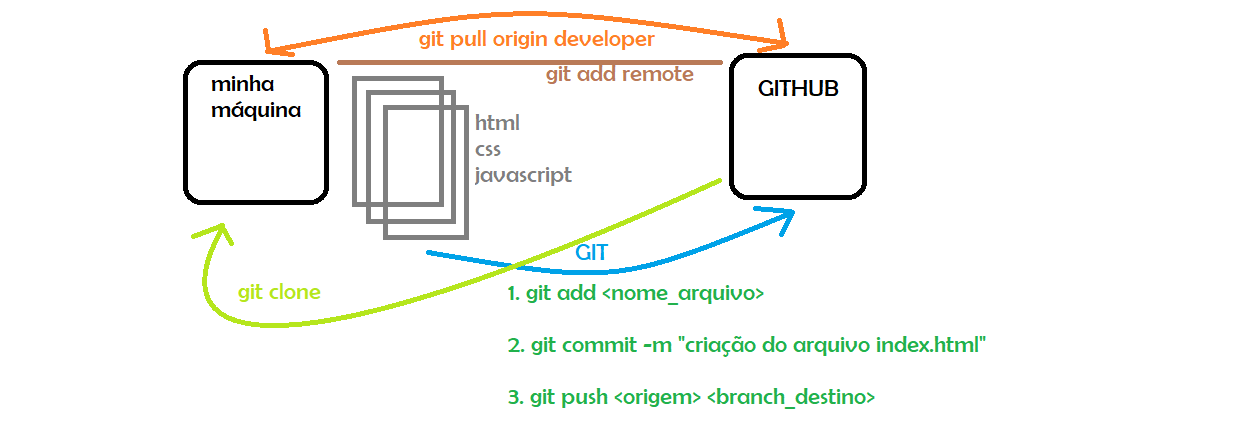 git pull origin developer
git add remote
minha
máquina
GITHUB
html
css
javascript
GIT
git clone
1. git add <nome_arquivo>
2. git commit -m "criação do arquivo index.html"
3. git push <origem> <branch_destino>